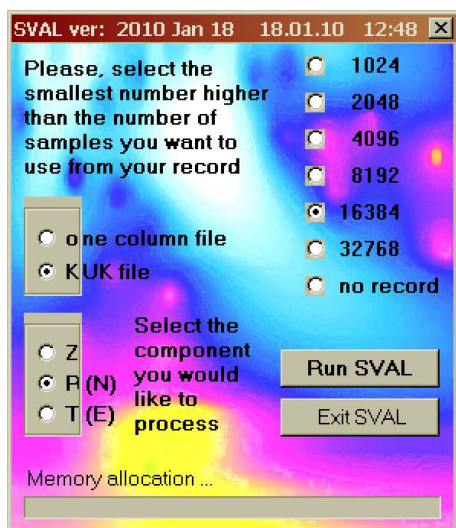 SVAL ver: 2010 Jan 18 18.01.10 12:48
Please, select the
smallest number higher
than the number of
samples you want to
use from your record
1024
2048
4096
8192
16384
32768
no record
one column file
KUK file
Z
R (N)
T (E)
Select the
component
you would
like to
process
Run SVAL
Exit SVAL
Memory allocation ...